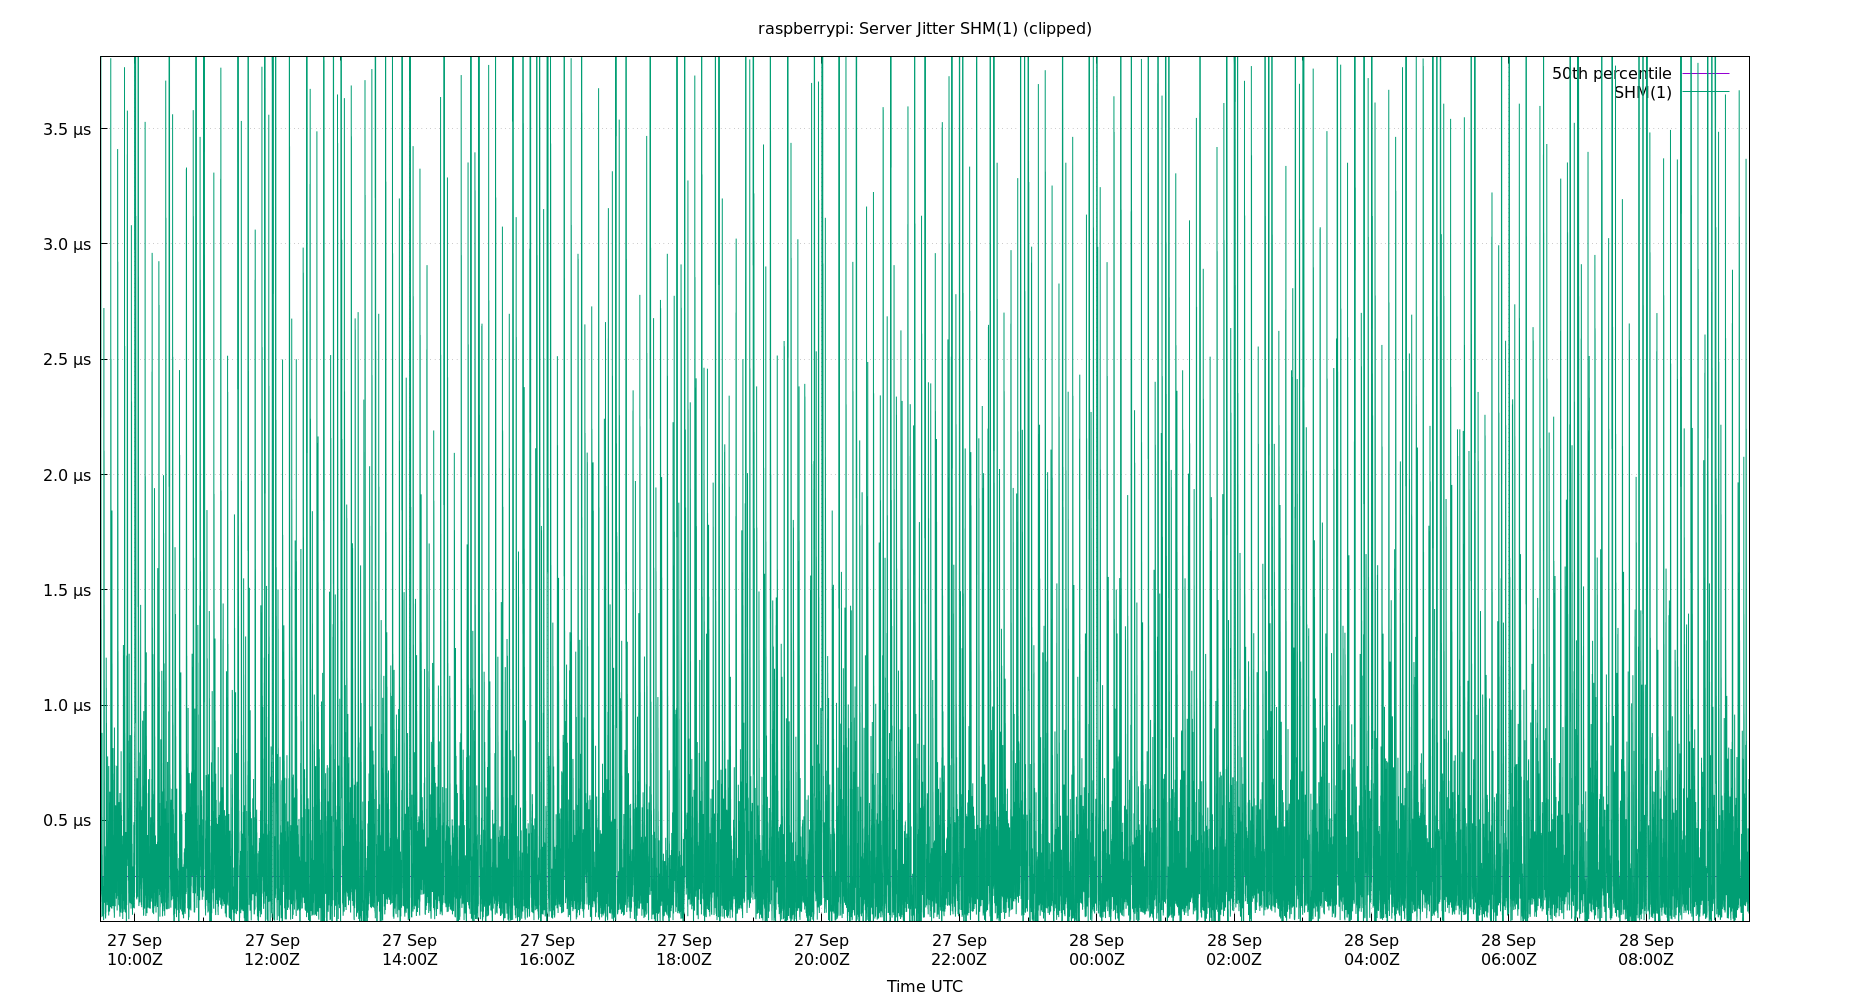 raspberrypi: Server Jitter SHM(1) (clipped)
50th percentile
SHM(1)
3.5 µs
3.0 µs
2.5 µs
2.0 µs
1.5 µs
1.0 µs
0.5 µs
27 Sep 27 Sep 27 Sep 27 Sep 27 Sep 27 Sep 27 Sep 28 Sep 28 Sep 28 Sep 28 Sep 28 Sep
10:00Z 12:00Z 14:00Z 16:00Z 18:00Z 20:00Z 22:00Z 00:00Z 02:00Z 04:00Z 06:00Z 08:00Z
Time UTC